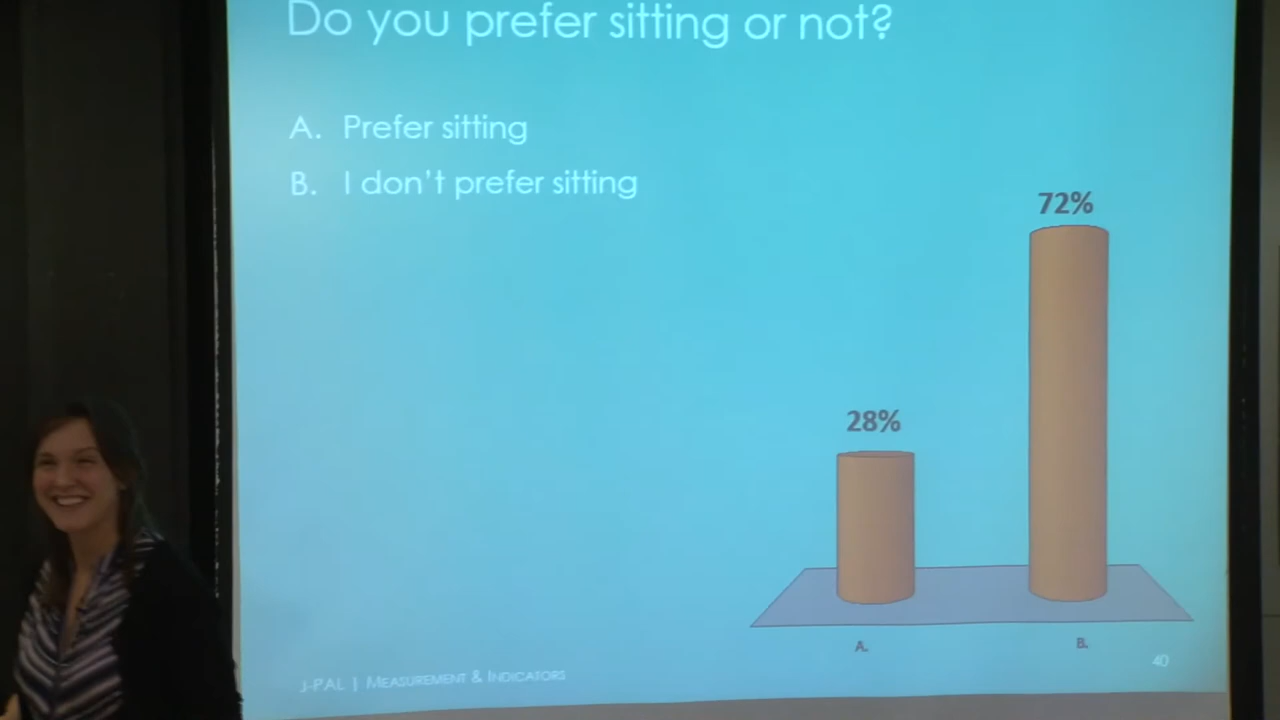 Do you prefer sitting or not?
A. Prefer sitting
B. I don't prefer sitting
72%
28%
A.
B.
J-PAL | MEASUREMENT & INDICATORS
40